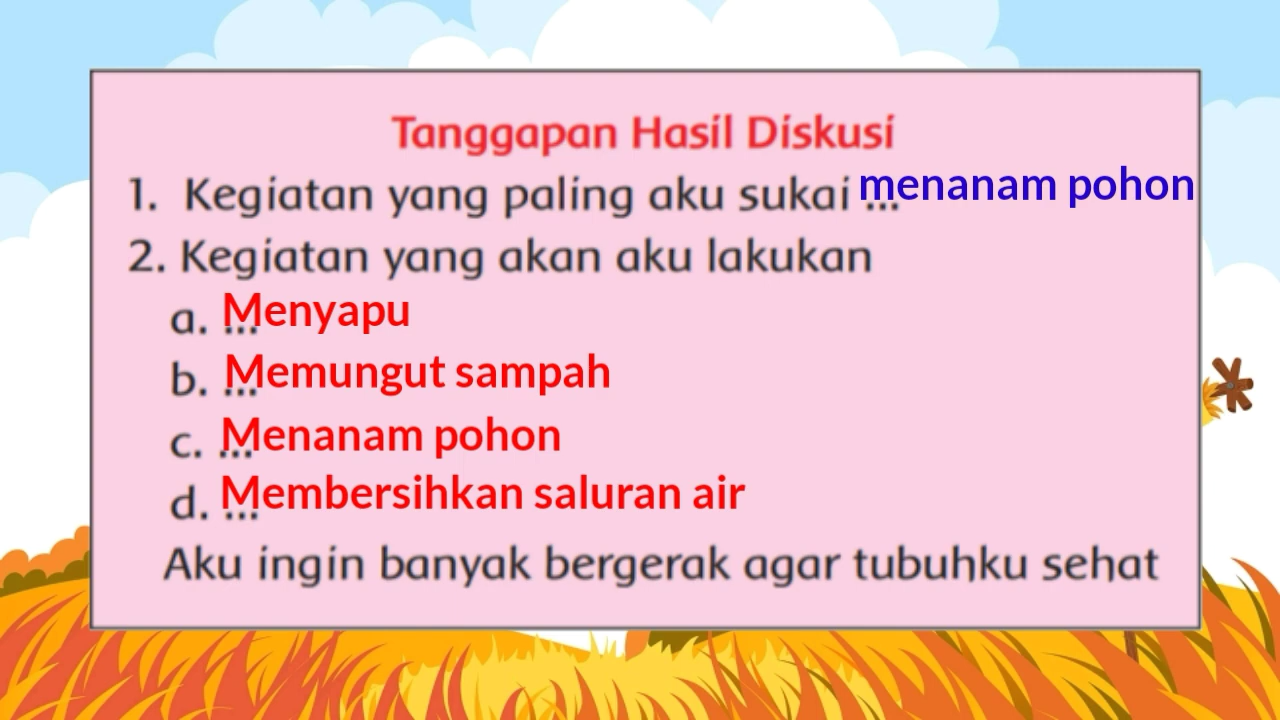 Tanggapan Hasil Diskusi
1. Kegiatan yang paling aku sukai ... menanam pohon
2. Kegiatan yang akan aku lakukan
a. ... Menyapu
b. ... Memungut sampah
c. ... Menanam pohon
d. ... Membersihkan saluran air
Aku ingin banyak bergerak agar tubuhku sehat